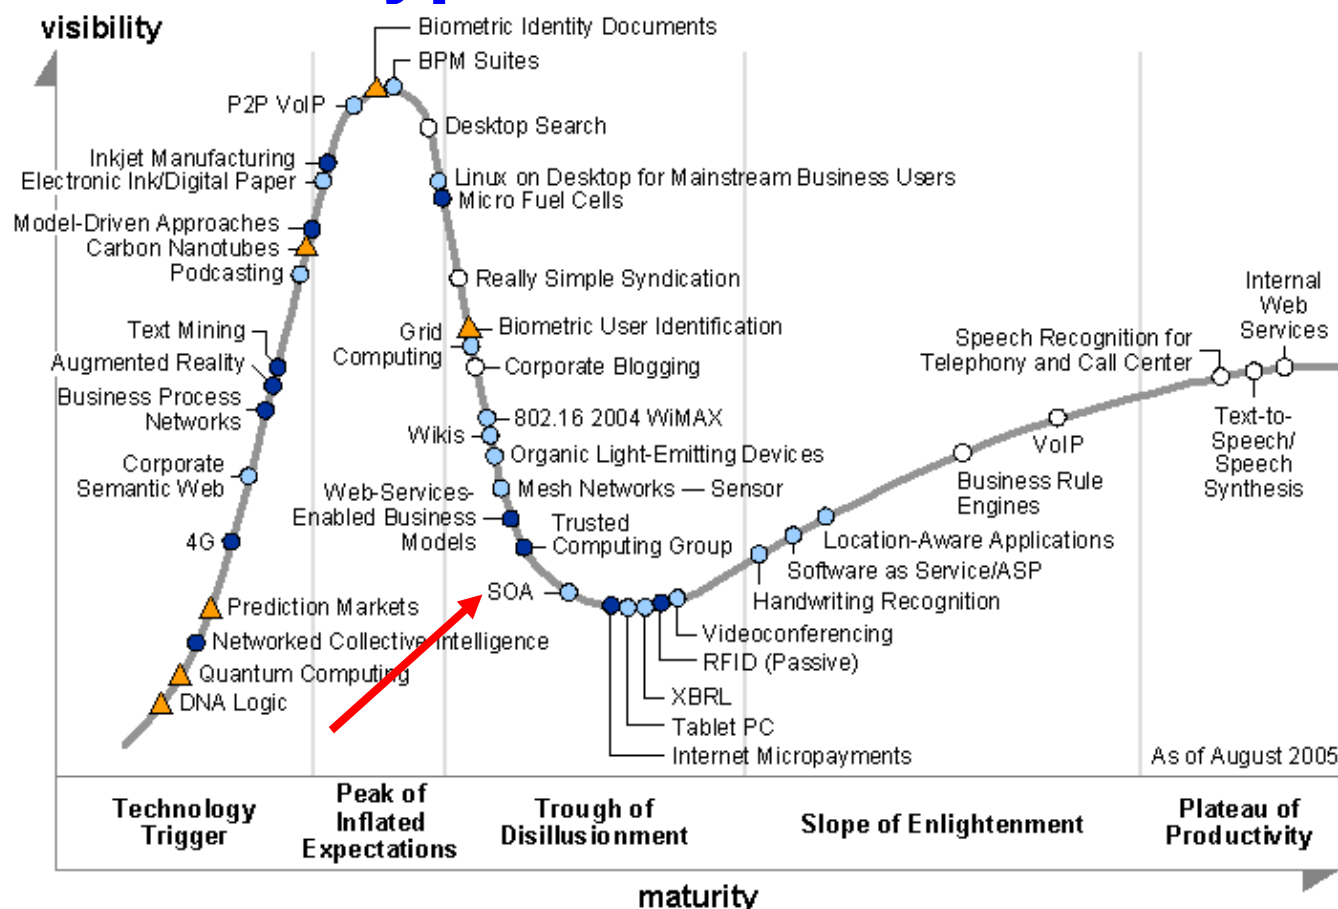 visibility
Biometric Identity Documents
BPM Suites
P2P VoIP
Desktop Search
Inkjet Manufacturing
Electronic Ink/Digital Paper
Linux on Desktop for Mainstream Business Users
Micro Fuel Cells
Model-Driven Approaches
Carbon Nanotubes
Podcasting
Really Simple Syndication
Internal
Web
Services
Text Mining
Augmented Reality
Business Process
Networks
Grid
Computing
Biometric User Identification
Corporate Blogging
Speech Recognition for
Telephony and Call Center
802.16 2004 WiMAX
Wikis
Organic Light-Emitting Devices
Mesh Networks — Sensor
VoIP
Text-to-
Speech/
Speech
Synthesis
Corporate
Semantic Web
Web-Services-
Enabled Business
Models
Business Rule
Engines
4G
Trusted
Computing Group
Location-Aware Applications
Software as Service/ASP
Handwriting Recognition
SOA
Prediction Markets
Networked Collective Intelligence
Quantum Computing
DNA Logic
Videoconferencing
RFID (Passive)
XBRL
Tablet PC
Internet Micropayments
As of August 2005
Technology
Trigger
Peak of
Inflated
Expectations
Trough of
Disillusionment
Slope of Enlightenment
Plateau of
Productivity
maturity